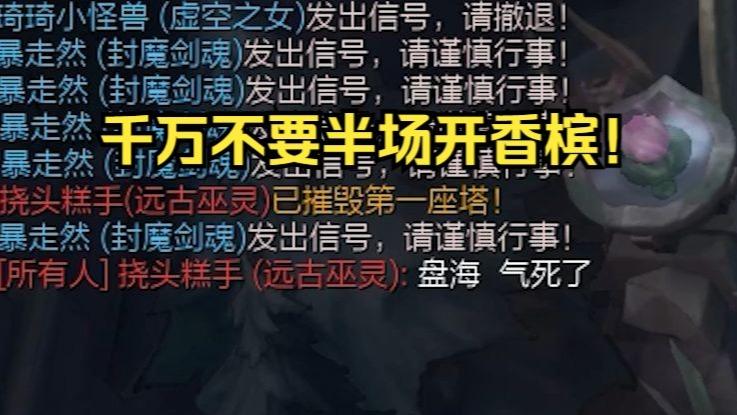 琦琦小怪兽 (虚空之女)发出信号，请撤退！
暴走然 (封魔剑魂)发出信号，请谨慎行事！
暴走然 (封魔剑魂)发出信号，请谨慎行事！
暴走然
千万不要半场开香槟！
暴走然 (封魔剑魂)发出信号，请谨慎行事！
挠头糕手(远古巫灵)已摧毁第一座塔！
暴走然 (封魔剑魂)发出信号，请谨慎行事！
[所有人] 挠头糕手 (远古巫灵): 盘海 气死了